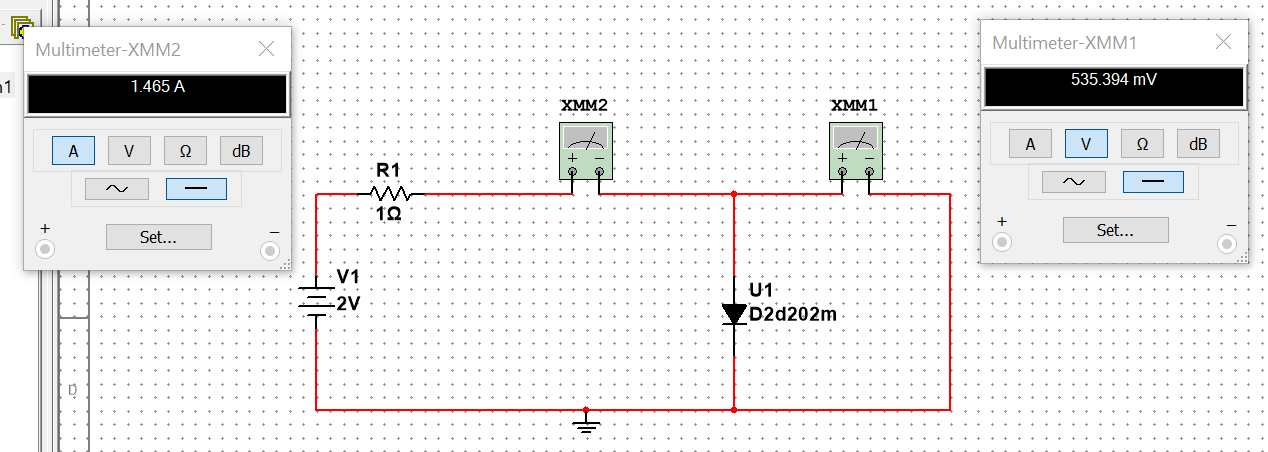 Multimeter-XMM2
1.465 A
A V Ω dB
Set...
+ −
n1
D
XMM2
+ −
XMM1
+ −
R1
1Ω
V1
2V
U1
D2d202m
Multimeter-XMM1
535.394 mV
A V Ω dB
Set...
+ −